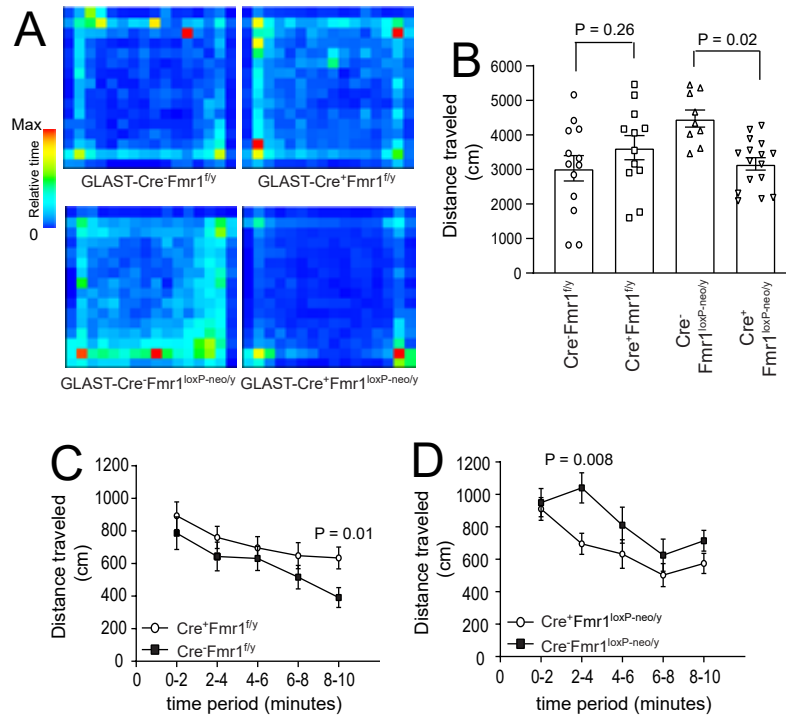 A
Max
Relative time
0
GLAST-Cre⁻Fmr1ᶠ/ʸ
GLAST-Cre⁺Fmr1ᶠ/ʸ
GLAST-Cre⁻Fmr1ˡᵒˣᴾ⁻ⁿᵉᵒ/ʸ
GLAST-Cre⁺Fmr1ˡᵒˣᴾ⁻ⁿᵉᵒ/ʸ
B
P = 0.26
P = 0.02
Distance traveled
(cm)
6000
5000
4000
3000
2000
1000
0
Cre⁻Fmr1ᶠ/ʸ
Cre⁺Fmr1ᶠ/ʸ
Cre⁻
Fmr1ˡᵒˣᴾ⁻ⁿᵉᵒ/ʸ
Cre⁺
Fmr1ˡᵒˣᴾ⁻ⁿᵉᵒ/ʸ
C
Distance traveled
(cm)
1200
1000
800
600
400
200
0
P = 0.01
Cre⁺Fmr1ᶠ/ʸ
Cre⁻Fmr1ᶠ/ʸ
0 0-2 2-4 4-6 6-8 8-10
time period (minutes)
D
Distance traveled
(cm)
1200
1000
800
600
400
200
0
P = 0.008
Cre⁺Fmr1ˡᵒˣᴾ⁻ⁿᵉᵒ/ʸ
Cre⁻Fmr1ˡᵒˣᴾ⁻ⁿᵉᵒ/ʸ
0 0-2 2-4 4-6 6-8 8-10
time period (minutes)